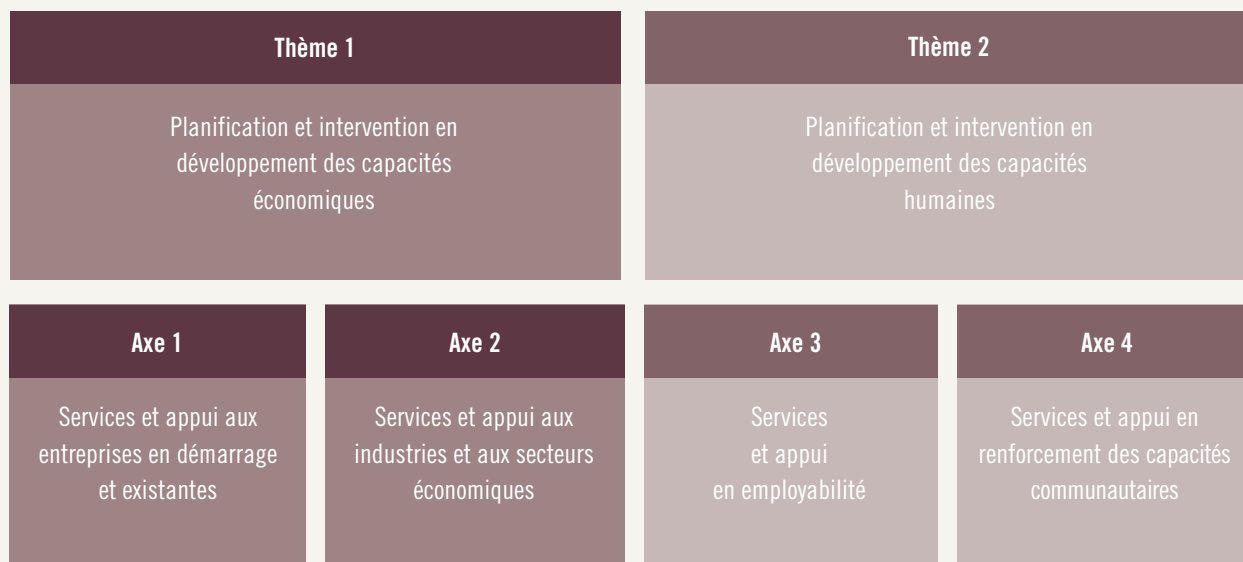 Thème 1
Planification et intervention en
développement des capacités
économiques
Thème 2
Planification et intervention en
développement des capacités
humaines
Axe 1
Services et appui aux
entreprises en démarrage
et existantes
Axe 2
Services et appui aux
industries et aux secteurs
économiques
Axe 3
Services
et appui
en employabilité
Axe 4
Services et appui en
renforcement des capacités
communautaires